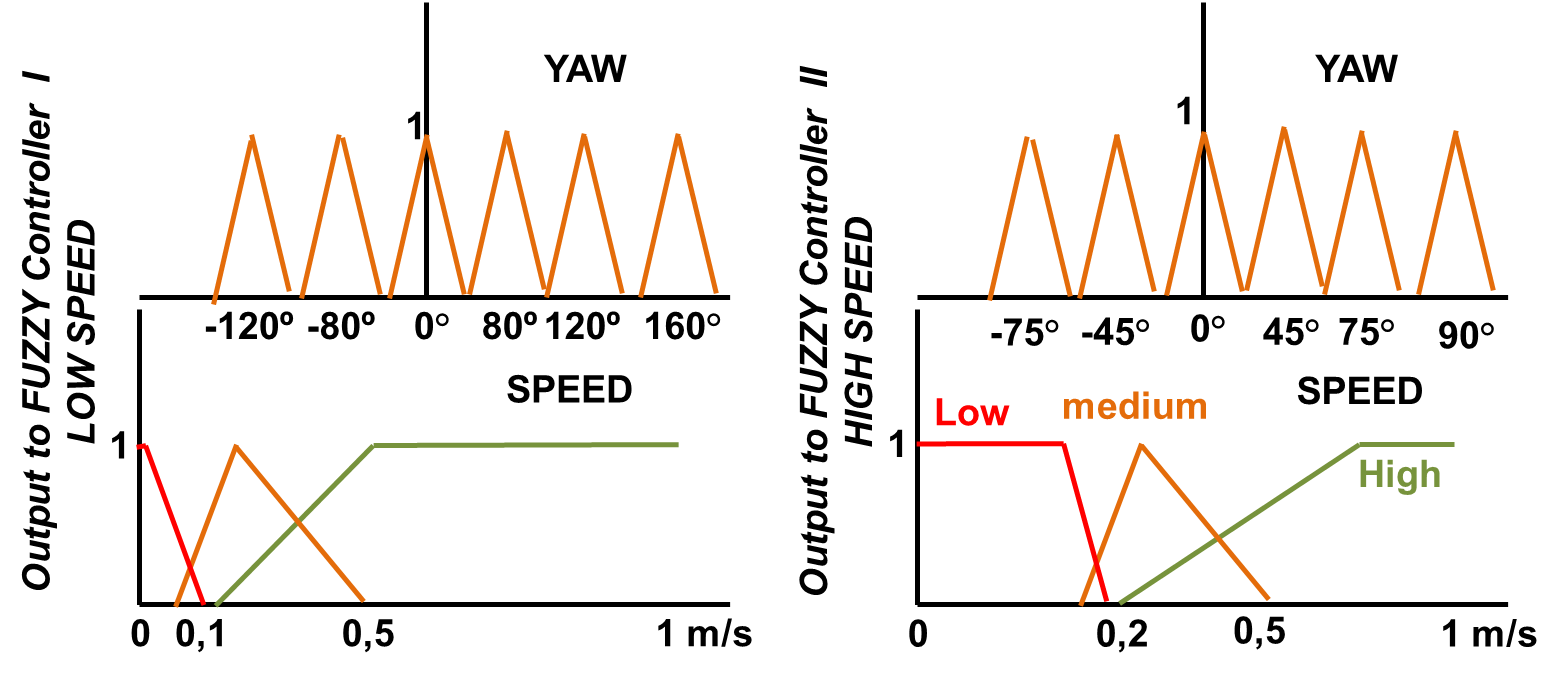 Output to FUZZY Controller I
LOW SPEED
YAW
1
-120º -80º 0° 80º 120º 160°
SPEED
1
0 0,1 0,5 1 m/s
Output to FUZZY Controller II
HIGH SPEED
YAW
1
-75° -45° 0° 45° 75° 90°
SPEED
Low medium
1
High
0 0,2 0,5 1 m/s